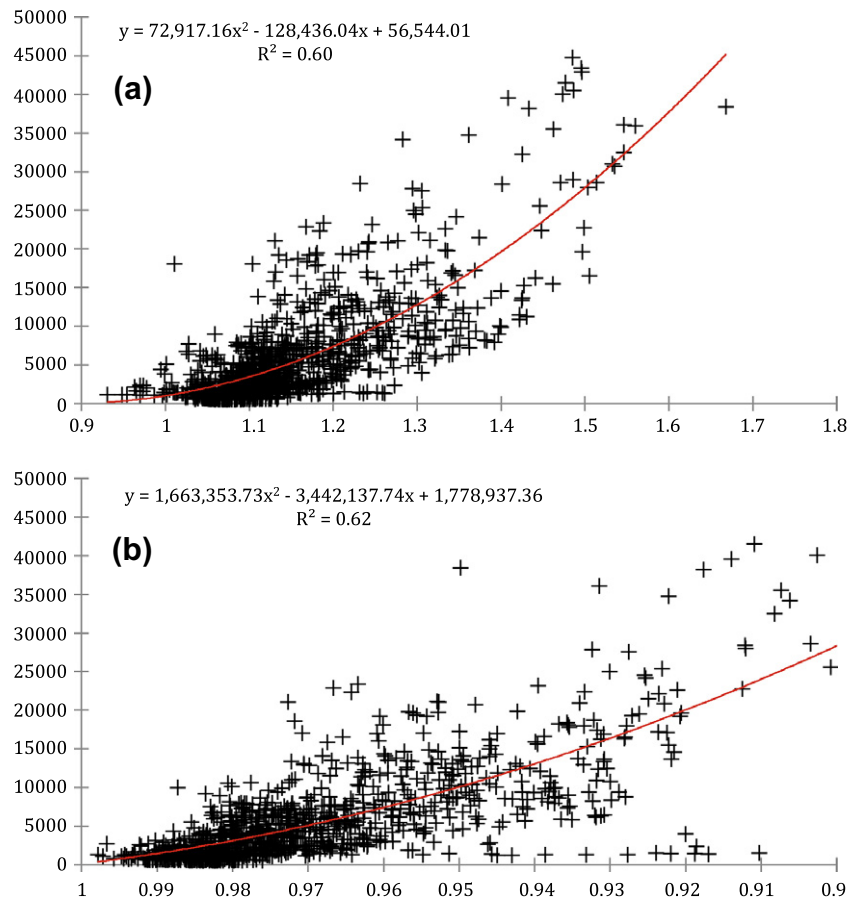 50000
y = 72,917.16x² - 128,436.04x + 56,544.01
R² = 0.60
45000
(a)
40000
35000
30000
25000
20000
15000
10000
5000
0
0.9 1 1.1 1.2 1.3 1.4 1.5 1.6 1.7 1.8
50000
y = 1,663,353.73x² - 3,442,137.74x + 1,778,937.36
R² = 0.62
45000
(b)
40000
35000
30000
25000
20000
15000
10000
5000
0
1 0.99 0.98 0.97 0.96 0.95 0.94 0.93 0.92 0.91 0.9